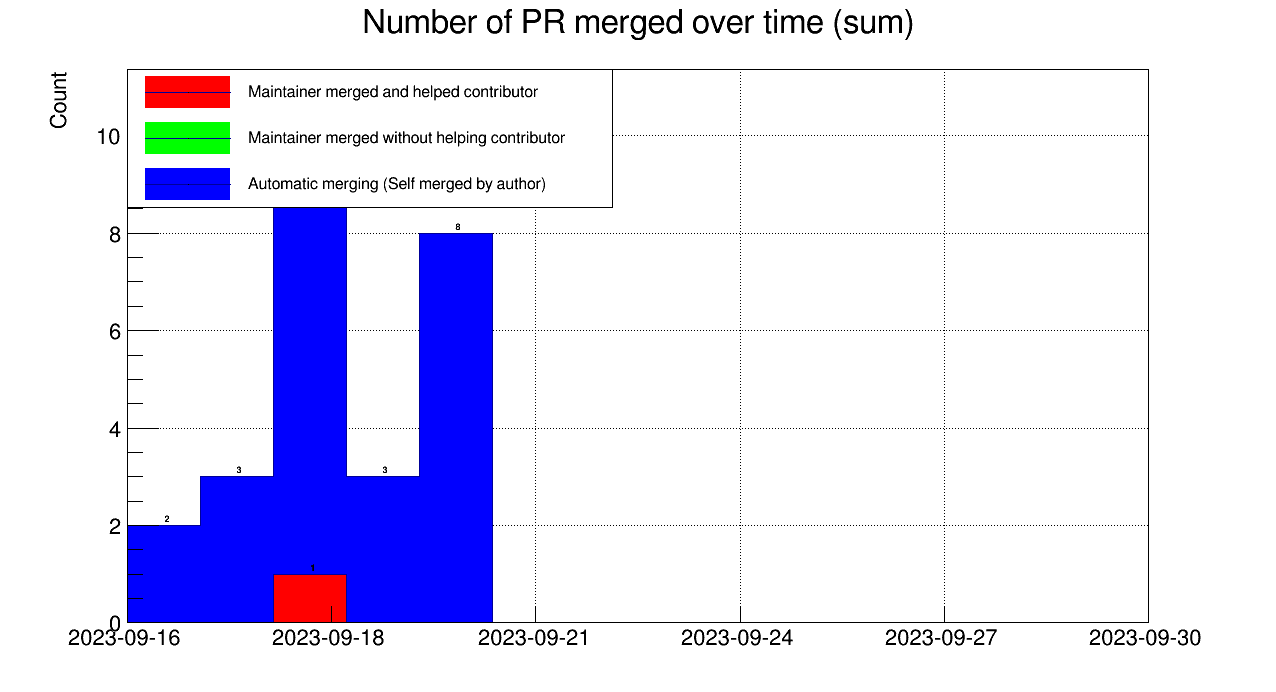 Number of PR merged over time (sum)
Count
Maintainer merged and helped contributor
Maintainer merged without helping contributor
Automatic merging (Self merged by author)
10
8
6
4
2
0
8
3
3
2
1
2023-09-16 2023-09-18 2023-09-21 2023-09-24 2023-09-27 2023-09-30